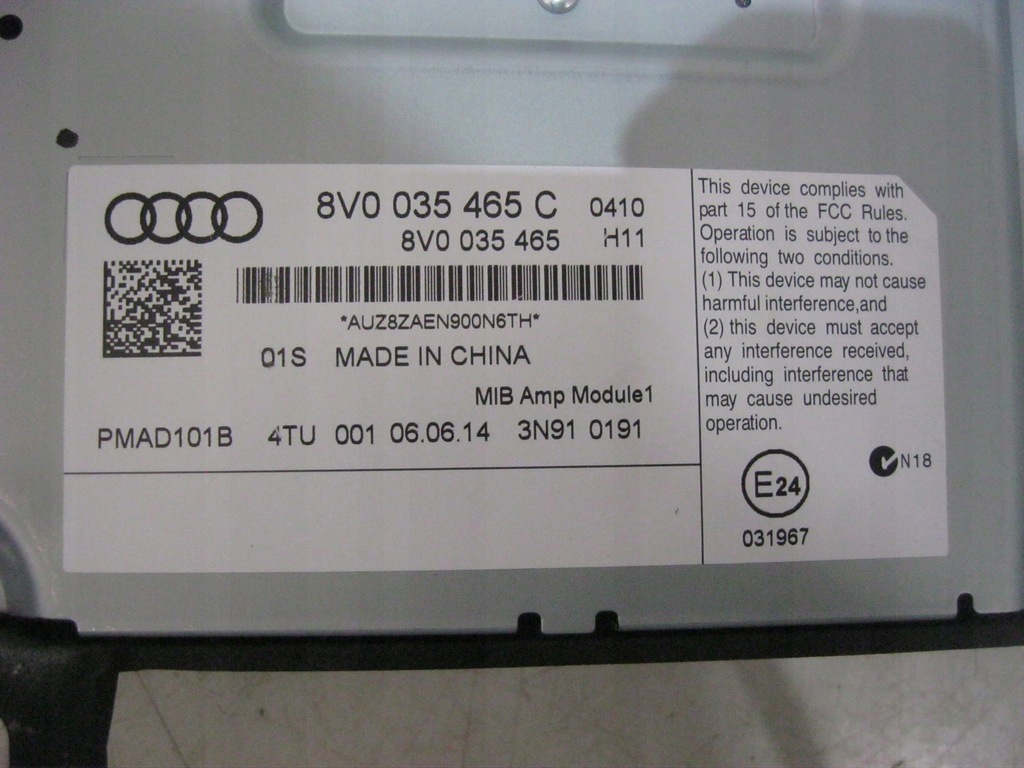 8V0 035 465 C 0410
8V0 035 465 H11
*AUZ8ZAEN900N6TH*
01S MADE IN CHINA
MIB Amp Module1
PMAD101B 4TU 001 06.06.14 3N91 0191
This device complies with
part 15 of the FCC Rules.
Operation is subject to the
following two conditions.
(1) This device may not cause
harmful interference,and
(2) this device must accept
any interference received,
including interference that
may cause undesired
operation.
E24
N18
031967